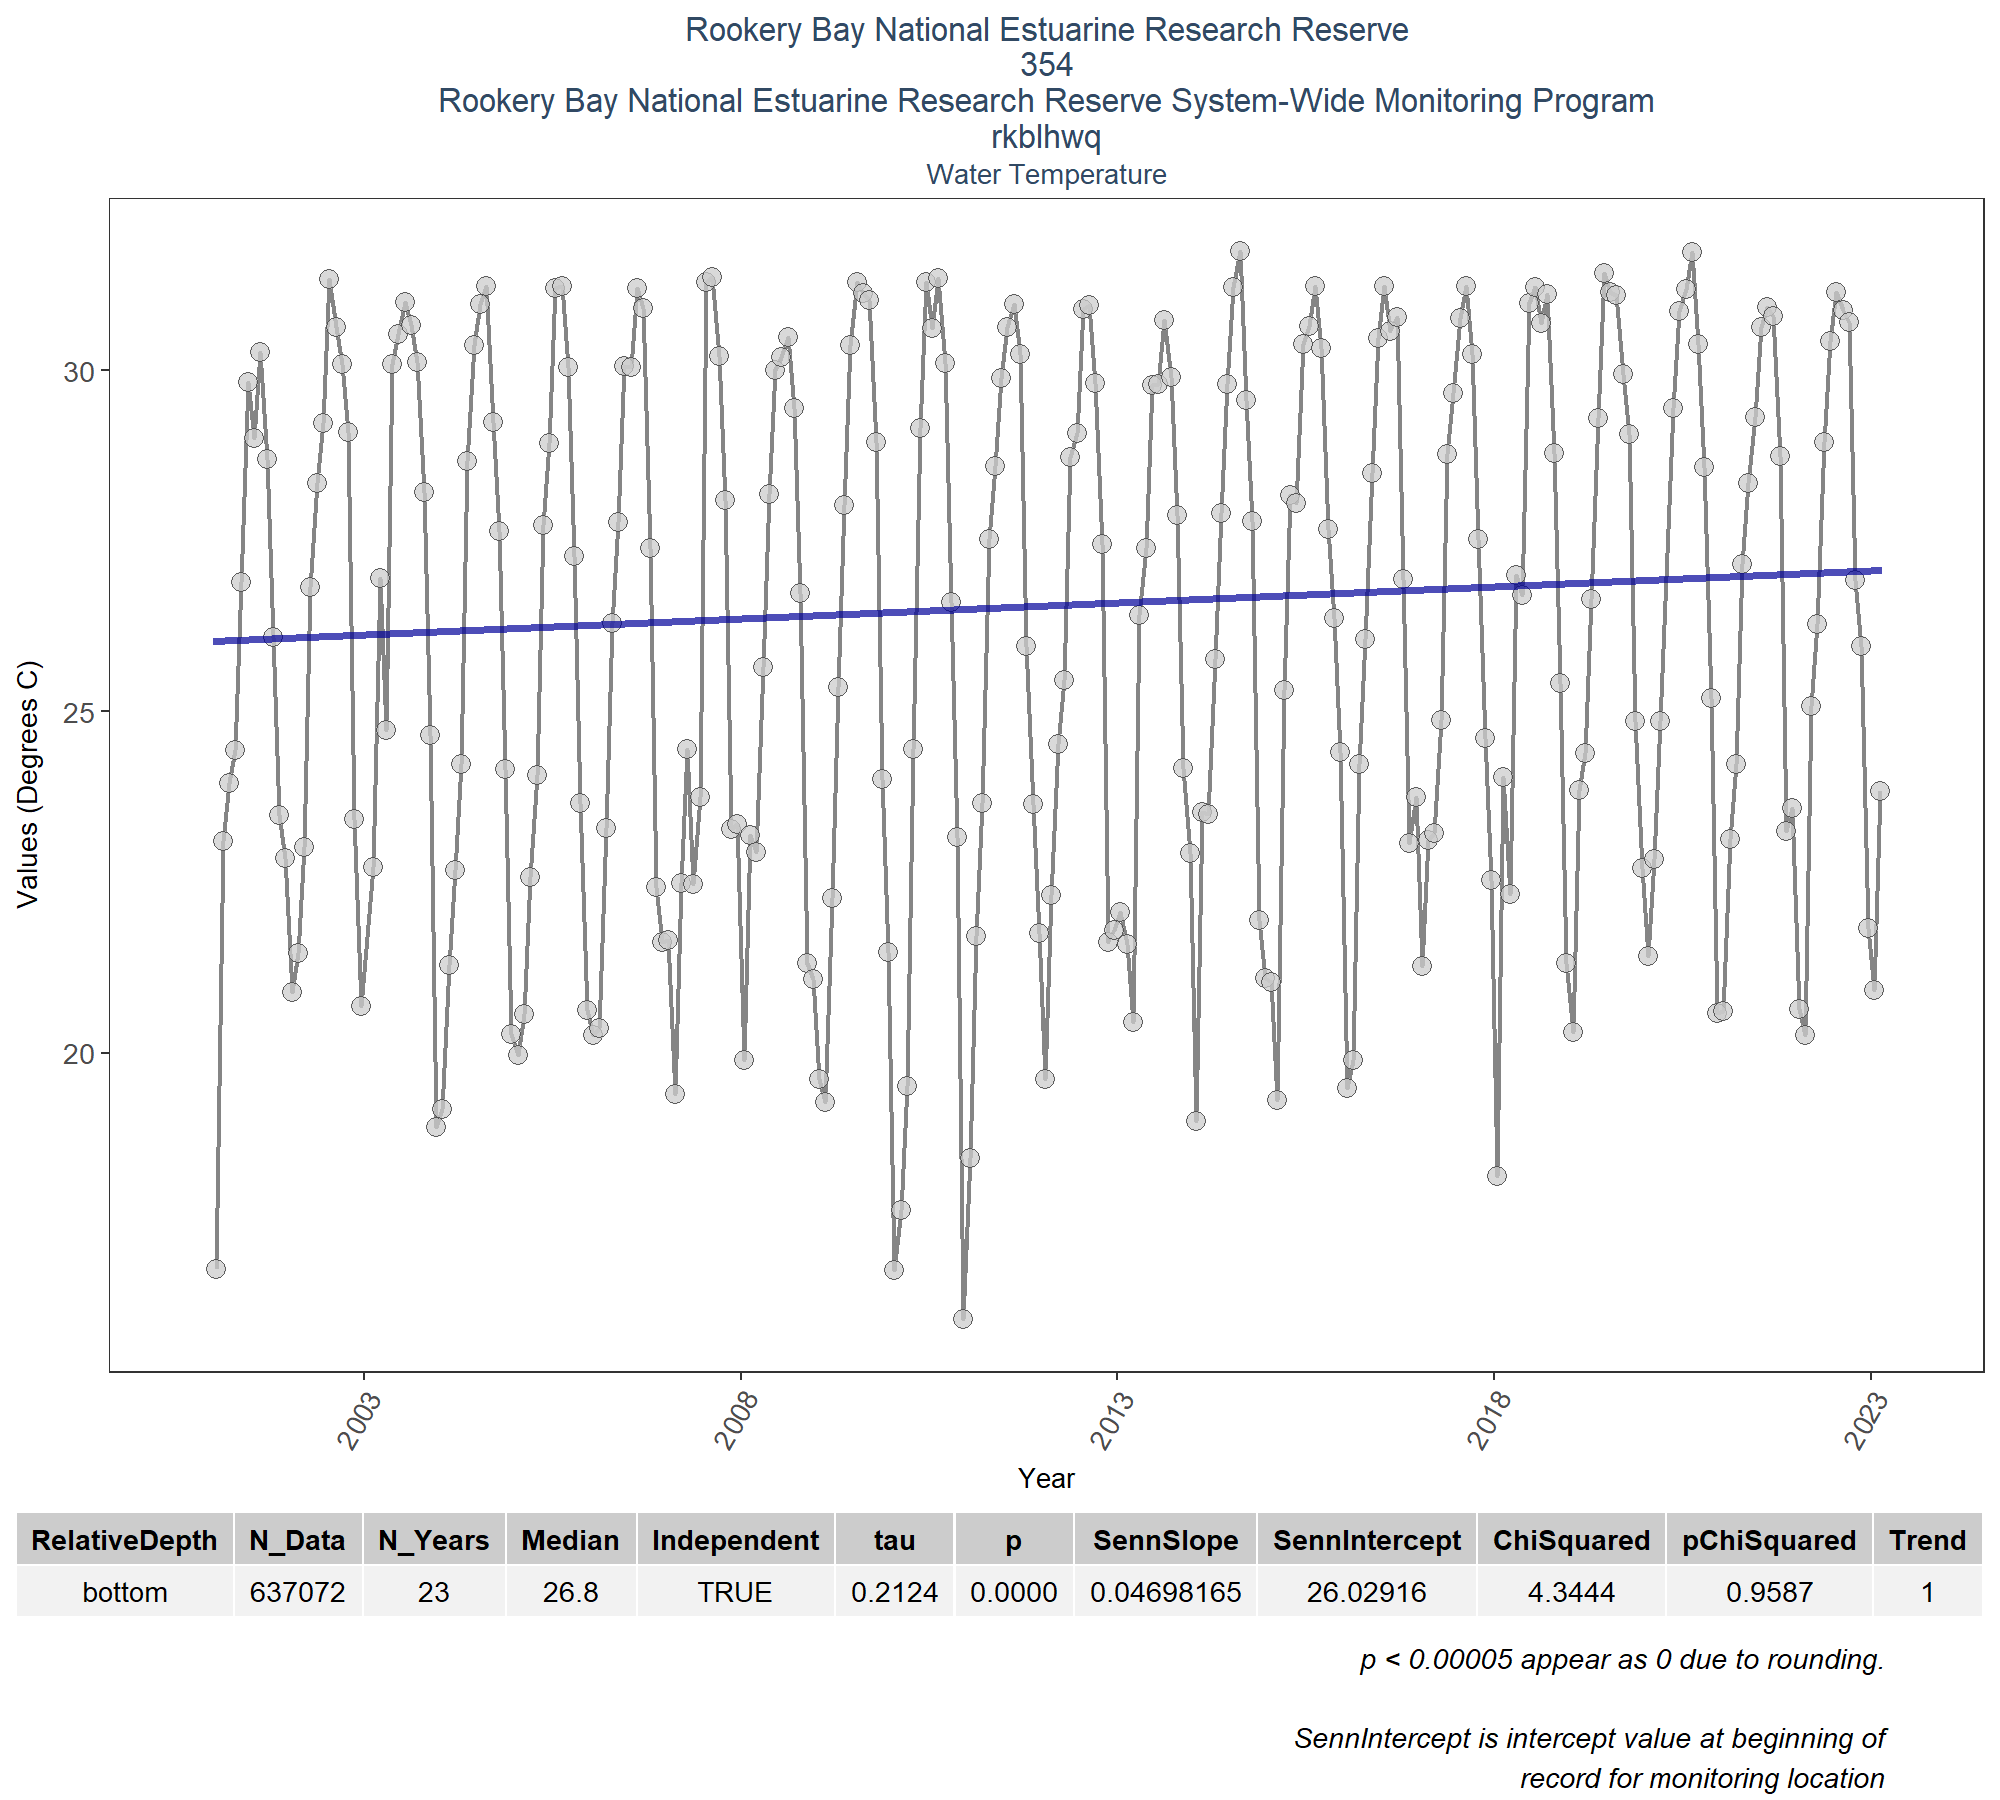 Rookery Bay National Estuarine Research Reserve
354
Rookery Bay National Estuarine Research Reserve System-Wide Monitoring Program
rkblhwq
Water Temperature
Values (Degrees C)
30
25
20
2003
2008
2013
2018
2023
Year
RelativeDepth N_Data N_Years Median Independent tau p SennSlope SennIntercept ChiSquared pChiSquared Trend
bottom 637072 23 26.8 TRUE 0.2124 0.0000 0.04698165 26.02916 4.3444 0.9587 1
p < 0.00005 appear as 0 due to rounding.
SennIntercept is intercept value at beginning of
record for monitoring location